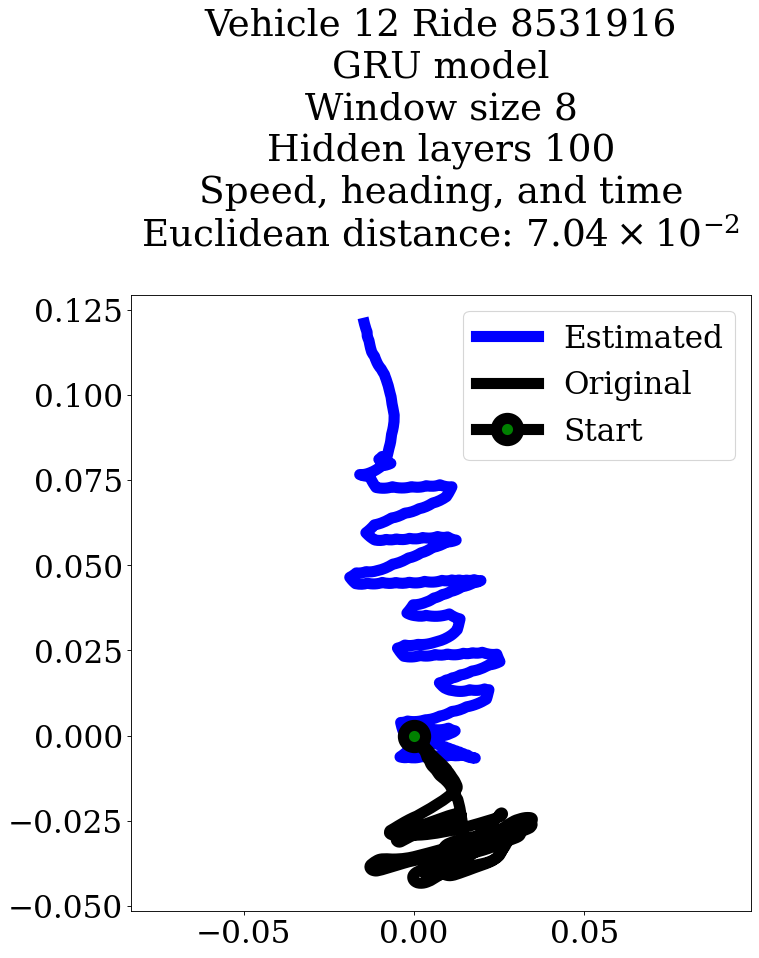 Vehicle 12 Ride 8531916
GRU model
Window size 8
Hidden layers 100
Speed, heading, and time
Euclidean distance: 7.04 × 10⁻²
0.125
0.100
0.075
0.050
0.025
0.000
−0.025
−0.050
Estimated
Original
Start
−0.05 0.00 0.05